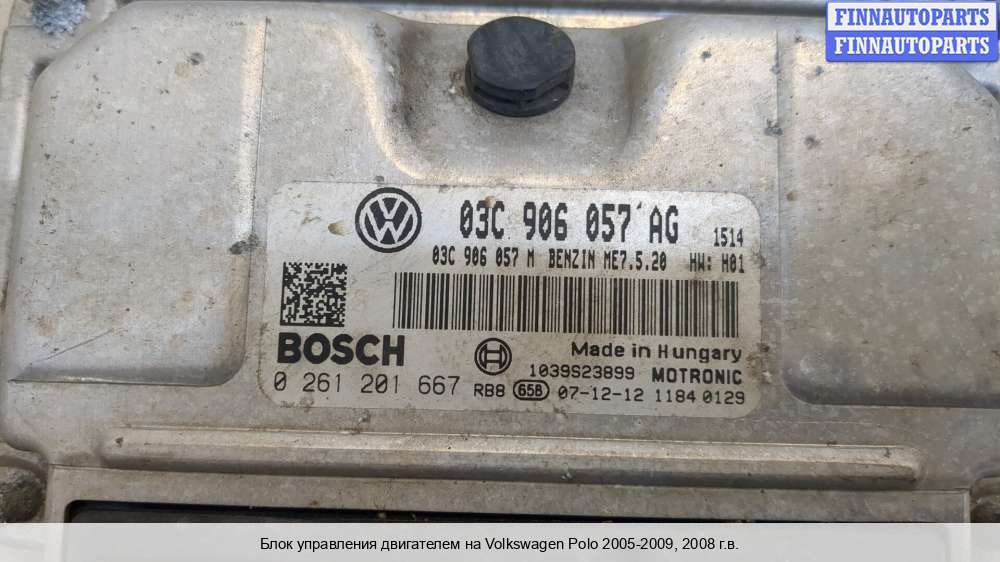 FINNAUTOPARTS
FINNAUTOPARTS
03C 906 057 AG 1514
03C 906 057 M BENZIN ME7.5.20 HW: H01
BOSCH
Made in Hungary
1039S23899 MOTRONIC
0 261 201 667 RB8 658 07-12-12 1184 0129
Блок управления двигателем на Volkswagen Polo 2005-2009, 2008 г.в.